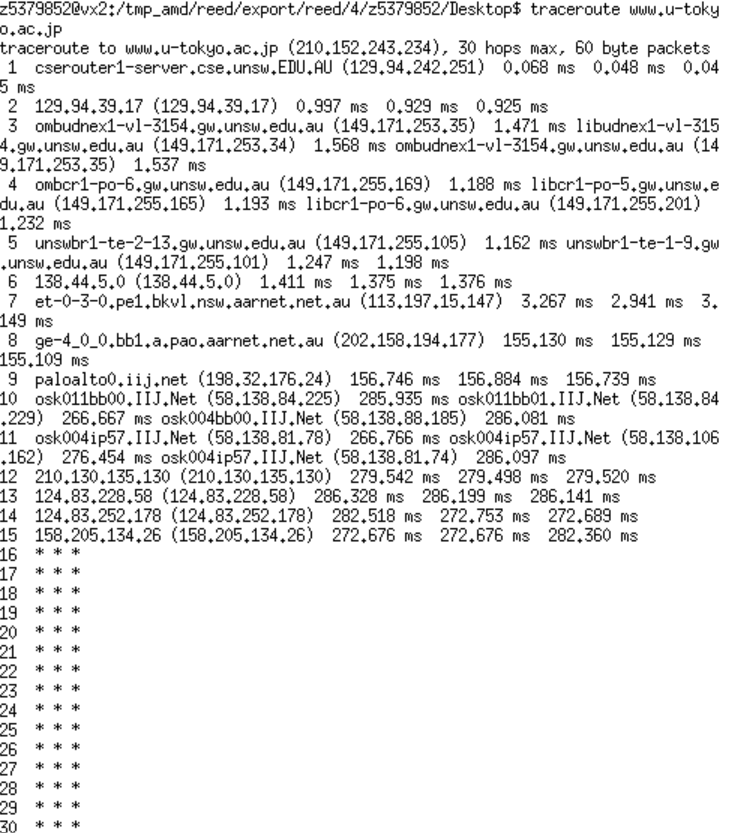 z5379852@vx2:/tmp_amd/reed/export/reed/4/z5379852/Desktop$ traceroute www.u-toky
o.ac.jp
traceroute to www.u-tokyo.ac.jp (210.152.243.234), 30 hops max, 60 byte packets
 1  cserouter1-server.cse.unsw.EDU.AU (129.94.242.251)  0.068 ms  0.048 ms  0.04
5 ms
 2  129.94.39.17 (129.94.39.17)  0.997 ms  0.929 ms  0.925 ms
 3  ombudnex1-vl-3154.gw.unsw.edu.au (149.171.253.35)  1.471 ms libudnex1-vl-315
4.gw.unsw.edu.au (149.171.253.34)  1.568 ms ombudnex1-vl-3154.gw.unsw.edu.au (14
9.171.253.35)  1.537 ms
 4  ombcr1-po-6.gw.unsw.edu.au (149.171.255.169)  1.188 ms libcr1-po-5.gw.unsw.e
du.au (149.171.255.165)  1.193 ms libcr1-po-6.gw.unsw.edu.au (149.171.255.201)
1.232 ms
 5  unswbr1-te-2-13.gw.unsw.edu.au (149.171.255.105)  1.162 ms unswbr1-te-1-9.gw
.unsw.edu.au (149.171.255.101)  1.247 ms  1.198 ms
 6  138.44.5.0 (138.44.5.0)  1.411 ms  1.375 ms  1.376 ms
 7  et-0-3-0.pe1.bkvl.nsw.aarnet.net.au (113.197.15.147)  3.267 ms  2.941 ms  3.
149 ms
 8  ge-4_0_0.bb1.a.pao.aarnet.net.au (202.158.194.177)  155.130 ms  155.129 ms
155.109 ms
 9  paloalto0.iij.net (198.32.176.24)  156.746 ms  156.884 ms  156.739 ms
10  osk011bb00.IIJ.Net (58.138.84.225)  285.935 ms osk011bb01.IIJ.Net (58.138.84
.229)  266.667 ms osk004bb00.IIJ.Net (58.138.88.185)  286.081 ms
11  osk004ip57.IIJ.Net (58.138.81.78)  266.766 ms osk004ip57.IIJ.Net (58.138.106
.162)  276.454 ms osk004ip57.IIJ.Net (58.138.81.74)  286.097 ms
12  210.130.135.130 (210.130.135.130)  279.542 ms  279.498 ms  279.520 ms
13  124.83.228.58 (124.83.228.58)  286.328 ms  286.199 ms  286.141 ms
14  124.83.252.178 (124.83.252.178)  282.518 ms  272.753 ms  272.689 ms
15  158.205.134.26 (158.205.134.26)  272.676 ms  272.676 ms  282.360 ms
16  * * *
17  * * *
18  * * *
19  * * *
20  * * *
21  * * *
22  * * *
23  * * *
24  * * *
25  * * *
26  * * *
27  * * *
28  * * *
29  * * *
30  * * *